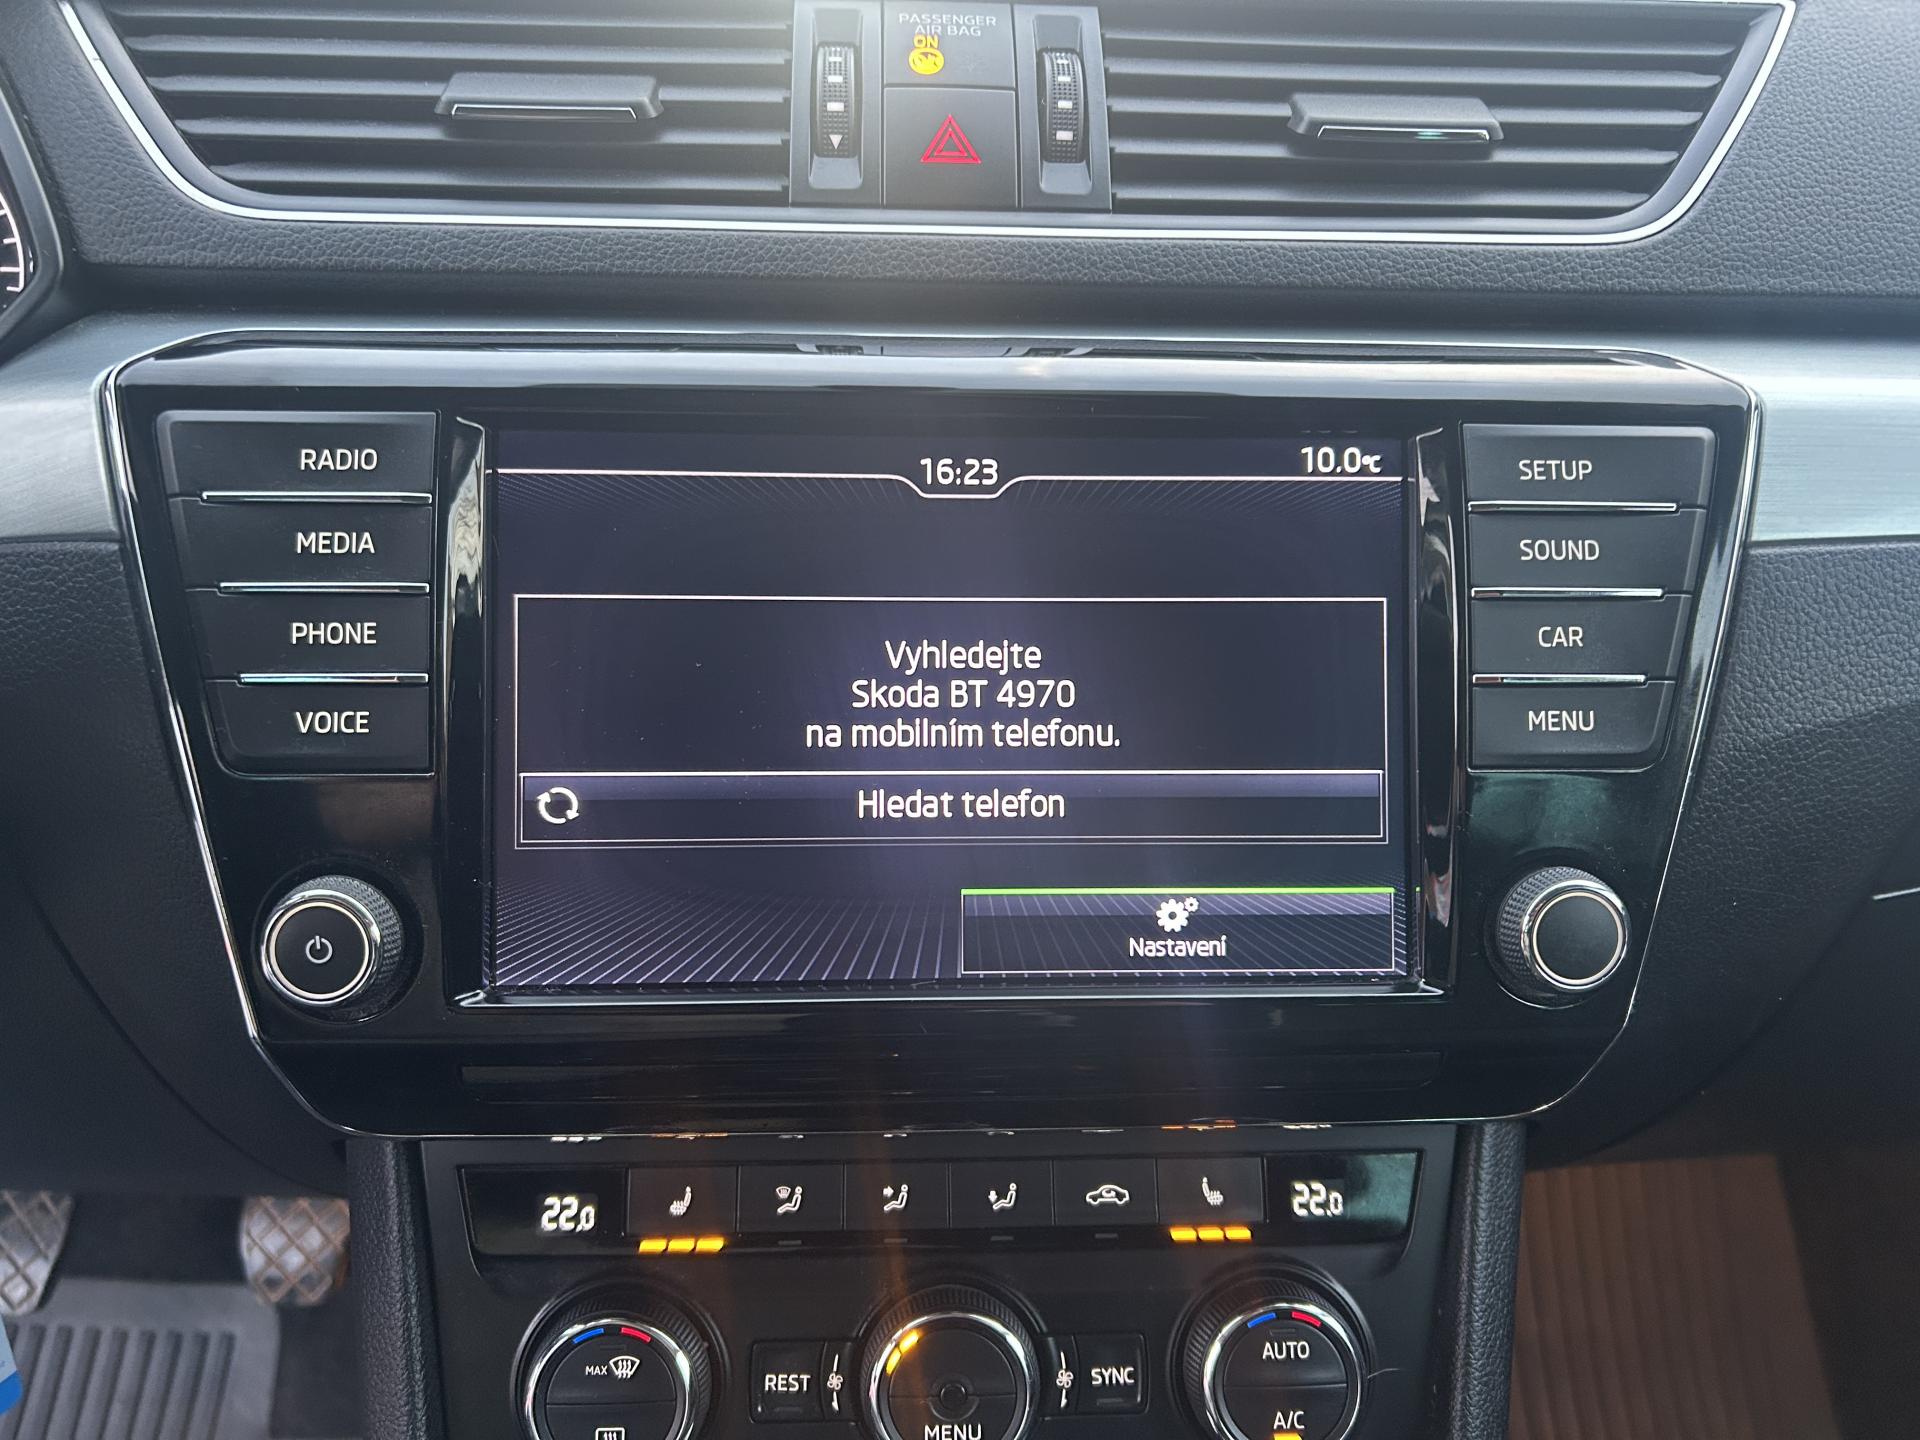 PASSENGER
AIR BAG
ON
16:23
10.0°C
RADIO
MEDIA
PHONE
VOICE
SETUP
SOUND
CAR
MENU
Vyhledejte
Skoda BT 4970
na mobilním telefonu.
Hledat telefon
Nastavení
22.0
22.0
MAX
REST
MENU
SYNC
AUTO
A/C